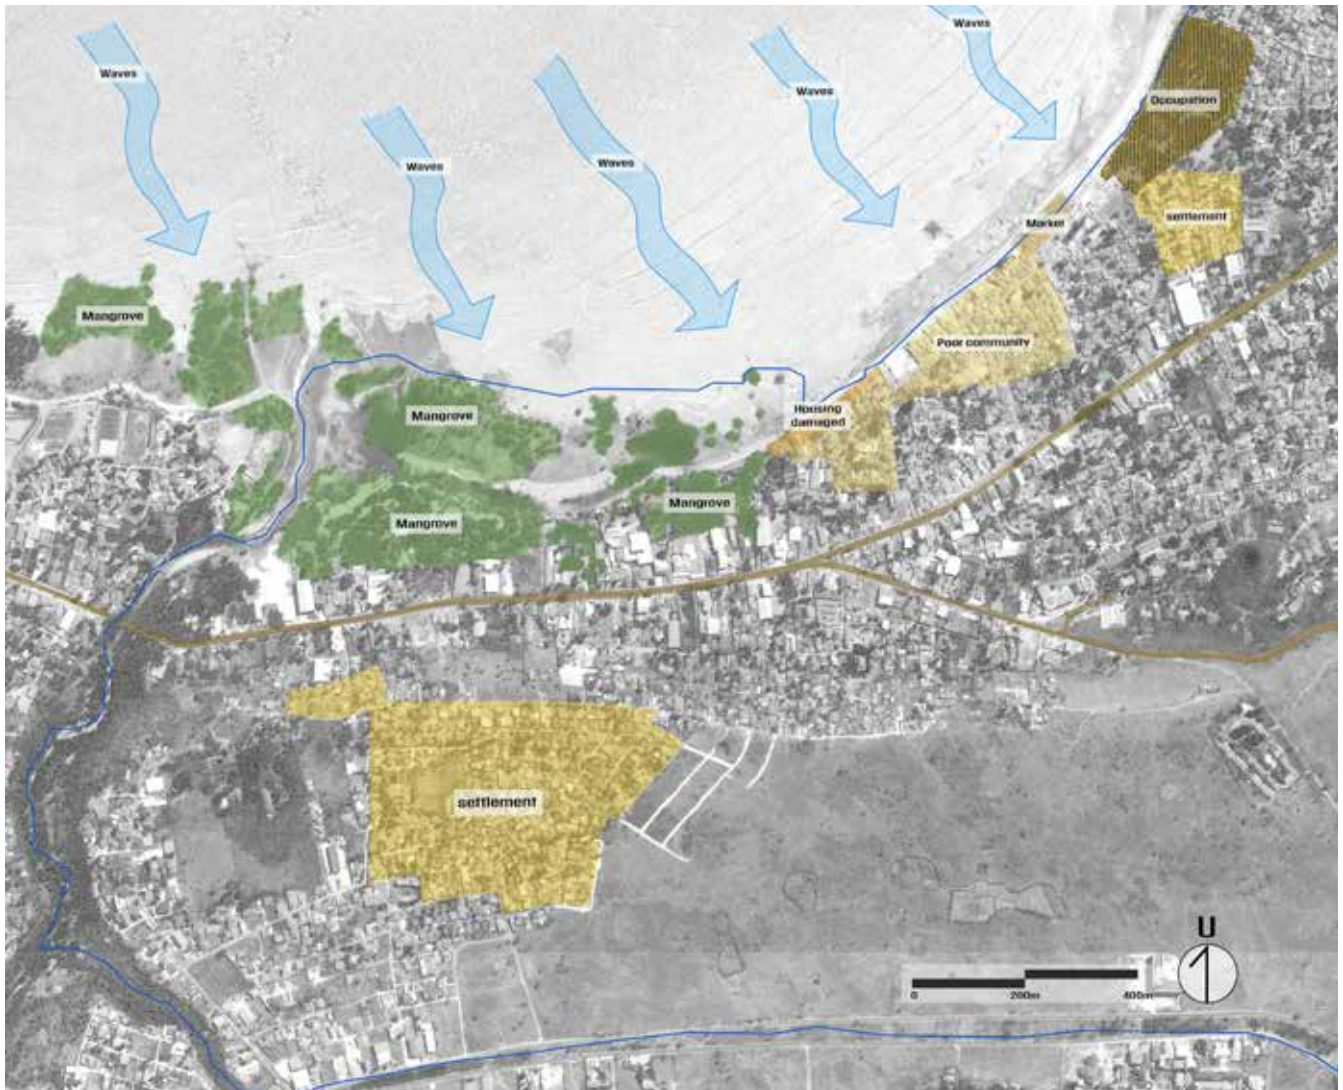 Waves
Waves
Waves
Waves
Waves
Occupation
settlement
Market
Mangrove
Poor community
Mangrove
Housing
damaged
Mangrove
Mangrove
settlement
U
0
200m
400m